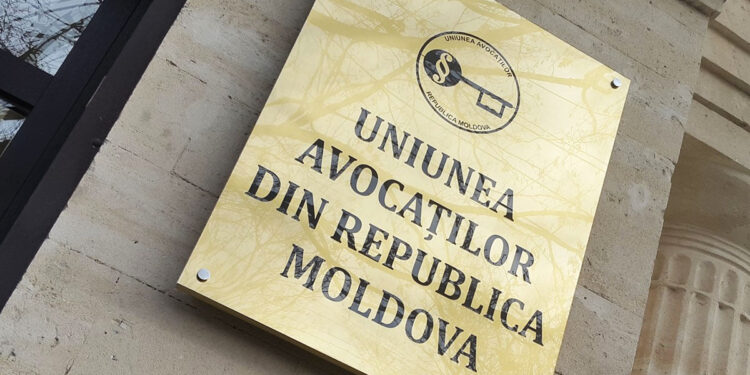 UNIUNEA AVOCAȚILOR
§
REPUBLICA MOLDOVA
UNIUNEA
AVOCAȚILOR
DIN REPUBLICA
MOLDOVA